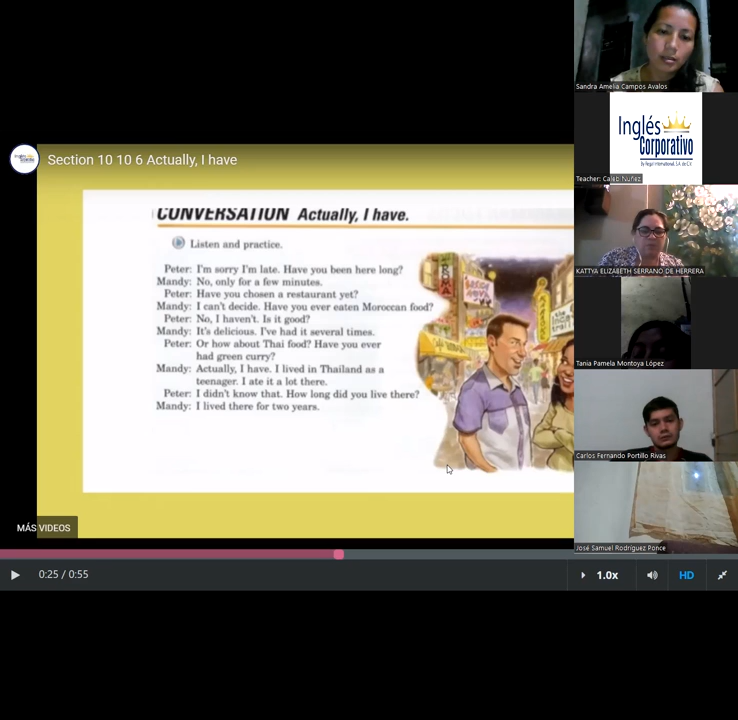 Section 10 10 6 Actually, I have
CONVERSATION Actually, I have.
Listen and practice.
Peter: I'm sorry I'm late. Have you been here long?
Mandy: No, only for a few minutes.
Peter: Have you chosen a restaurant yet?
Mandy: I can't decide. Have you ever eaten Moroccan food?
Peter: No, I haven't. Is it good?
Mandy: It's delicious. I've had it several times.
Peter: Or how about Thai food? Have you ever
had green curry?
Mandy: Actually, I have. I lived in Thailand as a
teenager. I ate it a lot there.
Peter: I didn't know that. How long did you live there?
Mandy: I lived there for two years.
MÁS VIDEOS
0:25 / 0:55
1.0x
HD
Sandra Amelia Campos Avalos
Inglés
Corporativo
Teacher: Caleb Nuñez
KATTYA ELIZABETH SERRANO DE HERRERA
Tania Pamela Montoya López
Carlos Fernando Portillo Rivas
José Samuel Rodríguez Ponce